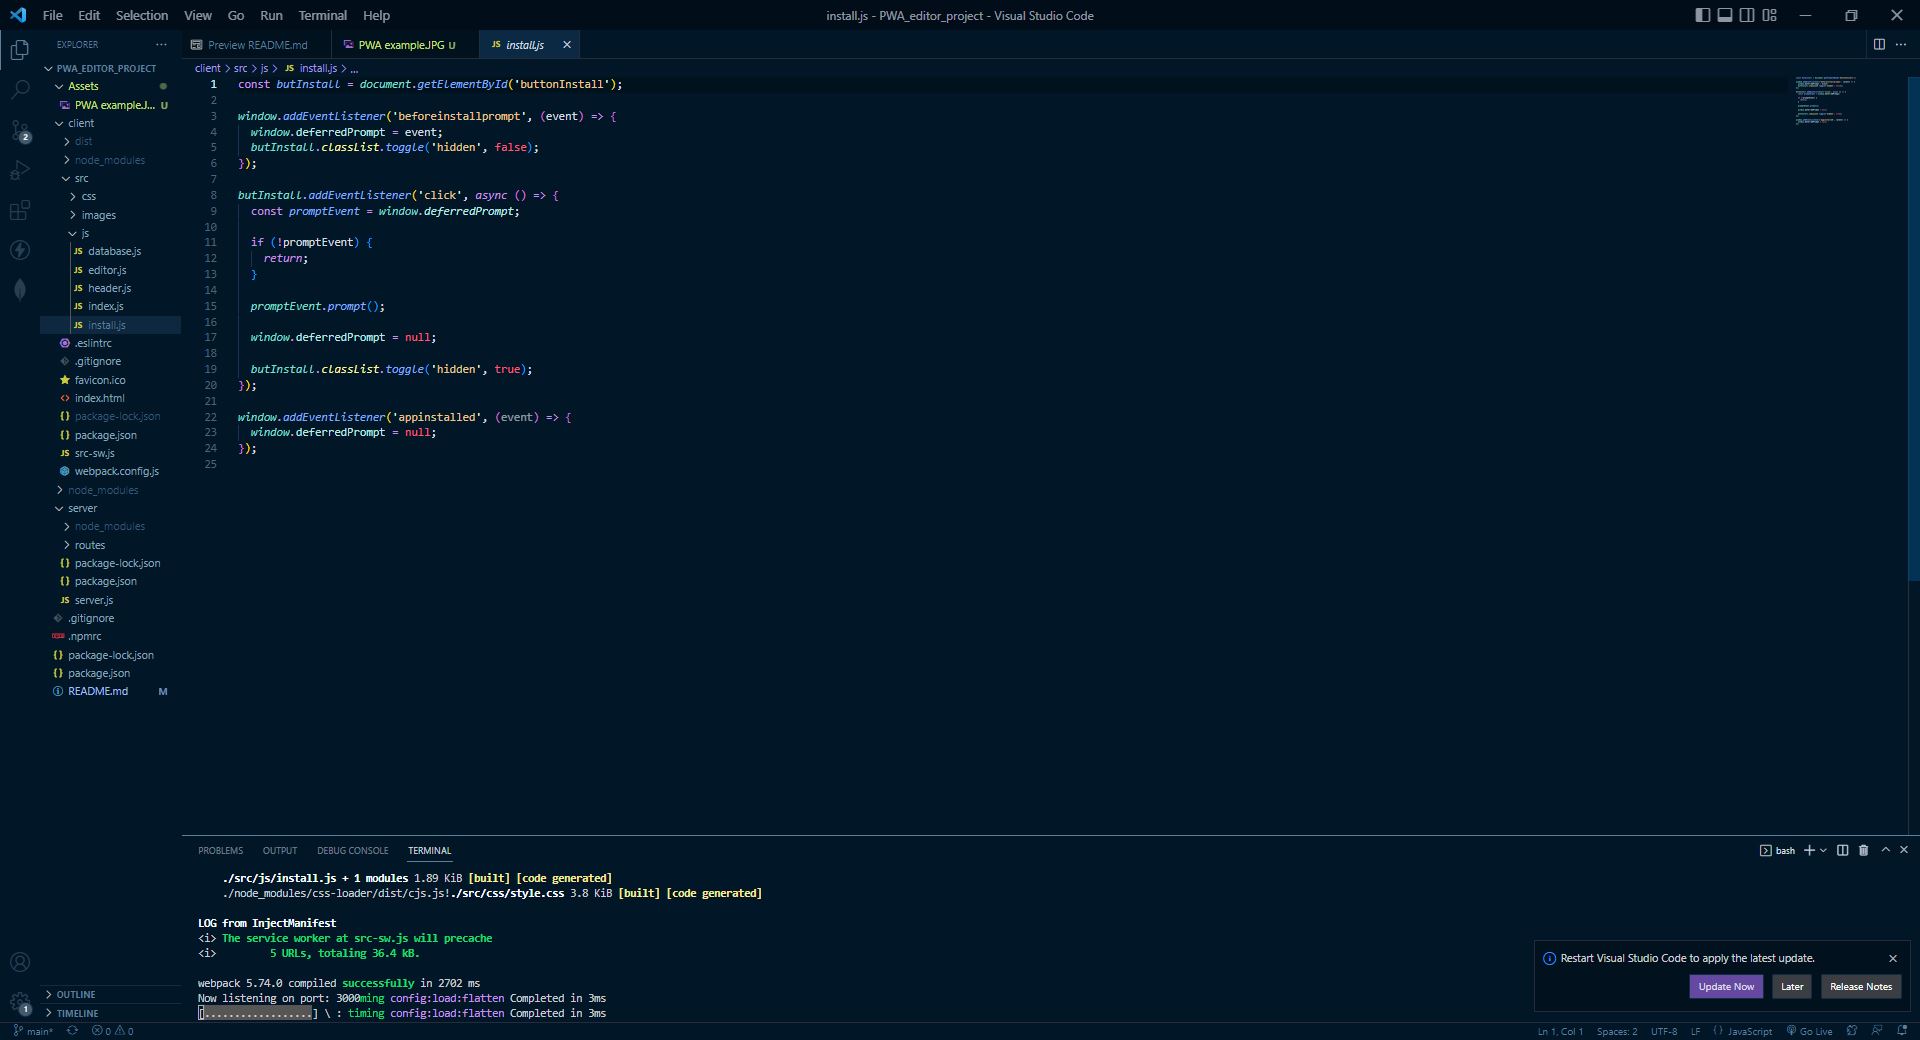 File Edit Selection View Go Run Terminal Help
install.js - PWA_editor_project - Visual Studio Code
EXPLORER ...
Preview README.md
PWA example.JPG U
JS install.js
PWA_EDITOR_PROJECT
Assets
PWA example.J... U
client
dist
node_modules
src
css
images
js
JS database.js
JS editor.js
JS header.js
JS index.js
JS install.js
.eslintrc
.gitignore
favicon.ico
<> index.html
{} package-lock.json
{} package.json
JS src-sw.js
webpack.config.js
node_modules
server
node_modules
routes
{} package-lock.json
{} package.json
JS server.js
.gitignore
.npmrc
{} package-lock.json
{} package.json
README.md M
OUTLINE
TIMELINE
2
1
client > src > js > JS install.js > ...
1 const butInstall = document.getElementById('buttonInstall');
2
3 window.addEventListener('beforeinstallprompt', (event) => {
4 window.deferredPrompt = event;
5 butInstall.classList.toggle('hidden', false);
6 });
7
8 butInstall.addEventListener('click', async () => {
9 const promptEvent = window.deferredPrompt;
10
11 if (!promptEvent) {
12 return;
13 }
14
15 promptEvent.prompt();
16
17 window.deferredPrompt = null;
18
19 butInstall.classList.toggle('hidden', true);
20 });
21
22 window.addEventListener('appinstalled', (event) => {
23 window.deferredPrompt = null;
24 });
25
PROBLEMS OUTPUT DEBUG CONSOLE TERMINAL
bash
./src/js/install.js + 1 modules 1.89 KiB [built] [code generated]
./node_modules/css-loader/dist/cjs.js!./src/css/style.css 3.8 KiB [built] [code generated]
LOG from InjectManifest
<i> The service worker at src-sw.js will precache
<i> 5 URLs, totaling 36.4 kB.
webpack 5.74.0 compiled successfully in 2702 ms
Now listening on port: 3000ming config:load:flatten Completed in 3ms
[..................] \ : timing config:load:flatten Completed in 3ms
Restart Visual Studio Code to apply the latest update.
Update Now Later Release Notes
main* 0 0
Ln 1, Col 1 Spaces: 2 UTF-8 LF {} JavaScript Go Live